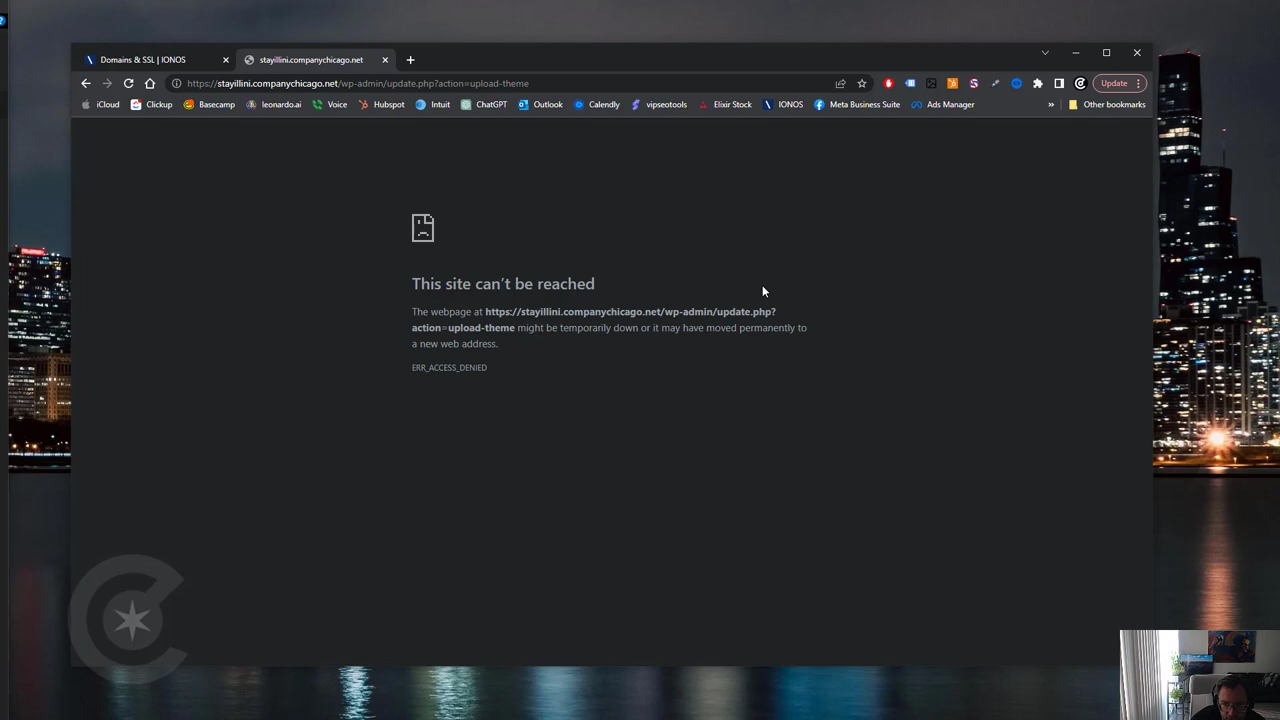 Domains & SSL | IONOS
stayillini.companychicago.net
https://stayillini.companychicago.net/wp-admin/update.php?action=upload-theme
Update
iCloud Clickup Basecamp leonardo.ai Voice Hubspot Intuit ChatGPT Outlook Calendly vipseotools Elixir Stock IONOS Meta Business Suite Ads Manager » Other bookmarks
This site can't be reached
The webpage at https://stayillini.companychicago.net/wp-admin/update.php?
action=upload-theme might be temporarily down or it may have moved permanently to
a new web address.
ERR_ACCESS_DENIED